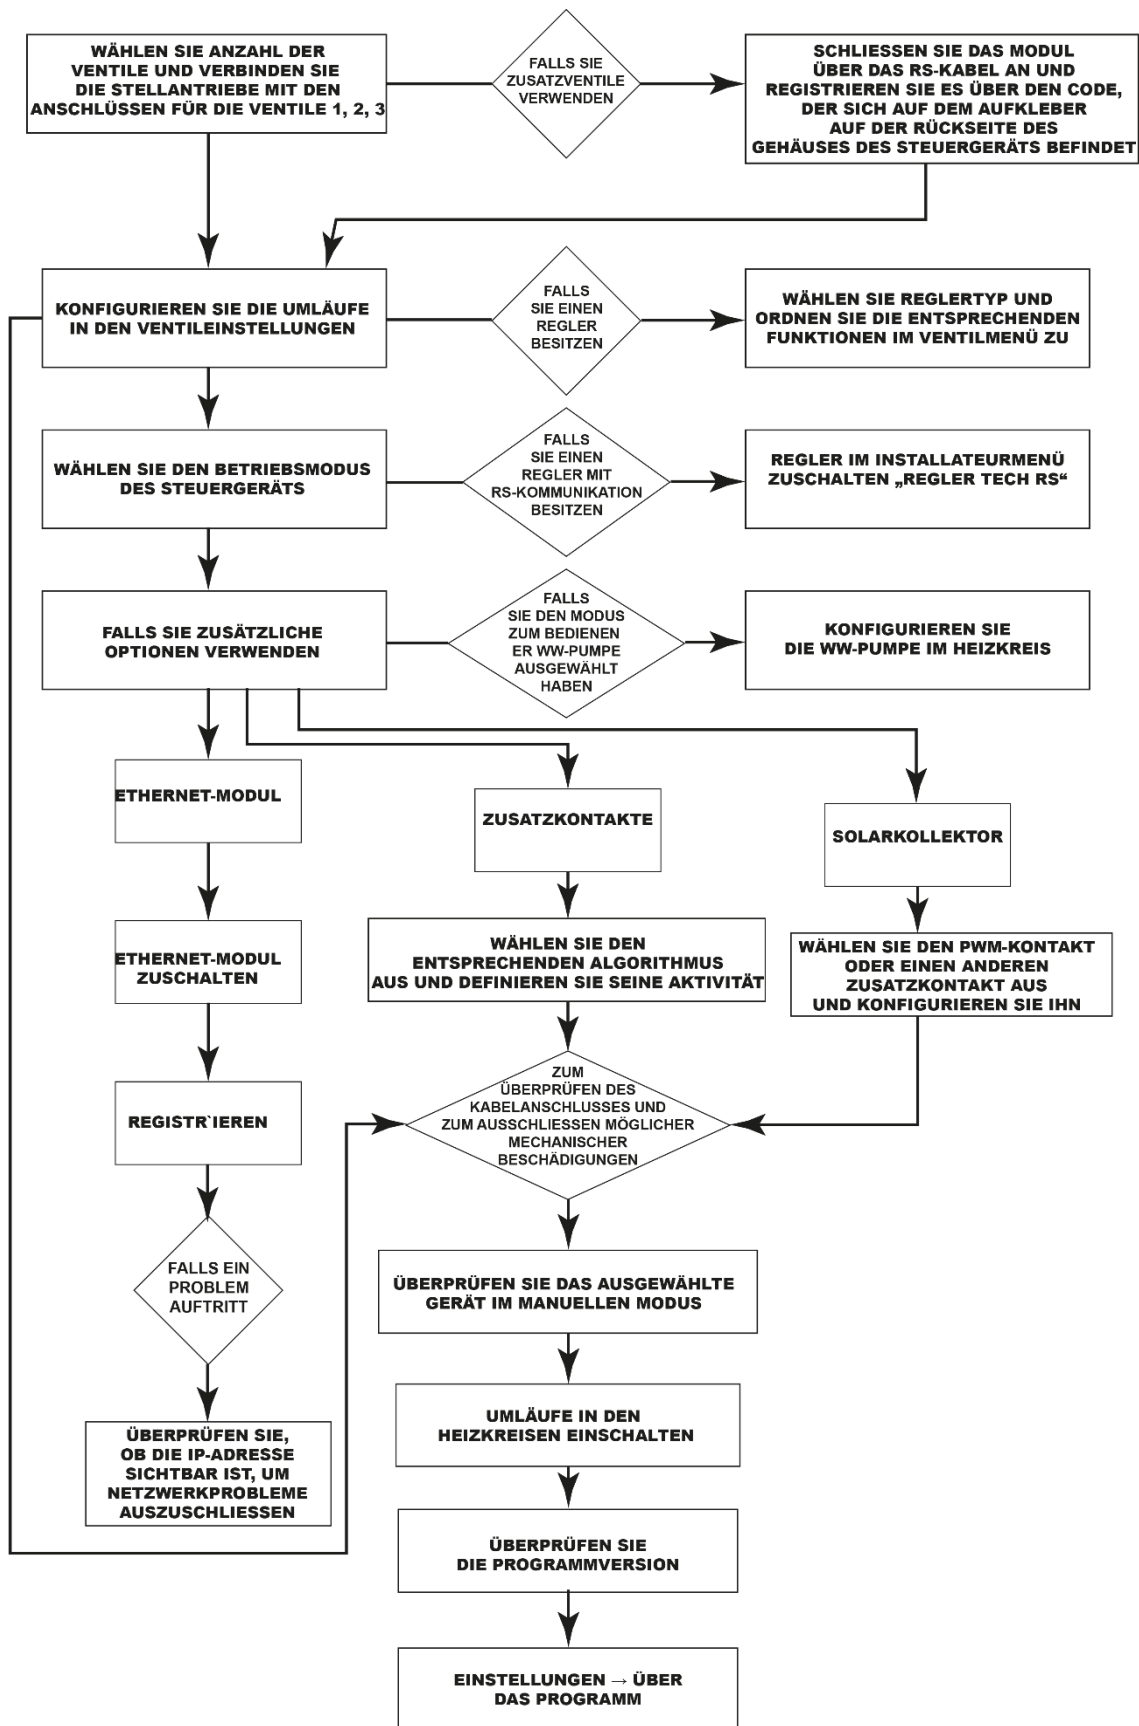 WÄHLEN SIE ANZAHL DER
VENTILE UND VERBINDEN SIE
DIE STELLANTRIEBE MIT DEN
ANSCHLÜSSEN FÜR DIE VENTILE 1, 2, 3
FALLS SIE
ZUSATZVENTILE
VERWENDEN
SCHLIESSEN SIE DAS MODUL
ÜBER DAS RS-KABEL AN UND
REGISTRIEREN SIE ES ÜBER DEN CODE,
DER SICH AUF DEM AUFKLEBER
AUF DER RÜCKSEITE DES
GEHÄUSES DES STEUERGERÄTS BEFINDET
KONFIGURIEREN SIE DIE UMLÄUFE
IN DEN VENTILEINSTELLUNGEN
FALLS
SIE EINEN
REGLER
BESITZEN
WÄHLEN SIE REGLERTYP UND
ORDNEN SIE DIE ENTSPRECHENDEN
FUNKTIONEN IM VENTILMENÜ ZU
WÄHLEN SIE DEN BETRIEBSMODUS
DES STEUERGERÄTS
FALLS
SIE EINEN
REGLER MIT
RS-KOMMUNIKATION
BESITZEN
REGLER IM INSTALLATEURMENÜ
ZUSCHALTEN „REGLER TECH RS“
FALLS SIE ZUSÄTZLICHE
OPTIONEN VERWENDEN
FALLS
SIE DEN MODUS
ZUM BEDIENEN
ER WW-PUMPE
AUSGEWÄHLT
HABEN
KONFIGURIEREN SIE
DIE WW-PUMPE IM HEIZKREIS
ETHERNET-MODUL
ZUSATZKONTAKTE
SOLARKOLLEKTOR
ETHERNET-MODUL
ZUSCHALTEN
WÄHLEN SIE DEN
ENTSPRECHENDEN ALGORITHMUS
AUS UND DEFINIEREN SIE SEINE AKTIVITÄT
WÄHLEN SIE DEN PWM-KONTAKT
ODER EINEN ANDEREN
ZUSATZKONTAKT AUS
UND KONFIGURIEREN SIE IHN
REGISTR`IEREN
ZUM
ÜBERPRÜFEN DES
KABELANSCHLUSSES UND
ZUM AUSSCHLIESSEN MÖGLICHER
MECHANISCHER
BESCHÄDIGUNGEN
FALLS EIN
PROBLEM
AUFTRITT
ÜBERPRÜFEN SIE DAS AUSGEWÄHLTE
GERÄT IM MANUELLEN MODUS
ÜBERPRÜFEN SIE,
OB DIE IP-ADRESSE
SICHTBAR IST, UM
NETZWERKPROBLEME
AUSZUSCHLIESSEN
UMLÄUFE IN DEN
HEIZKREISEN EINSCHALTEN
ÜBERPRÜFEN SIE
DIE PROGRAMMVERSION
EINSTELLUNGEN → ÜBER
DAS PROGRAMM